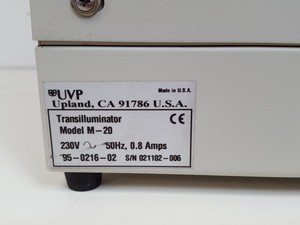 UVP
Made in U.S.A.
Upland, CA 91786 U.S.A.
Transilluminator
Model M-20
230V ~ 50Hz, 0.8 Amps
95-0216-02 S/N 021102-006